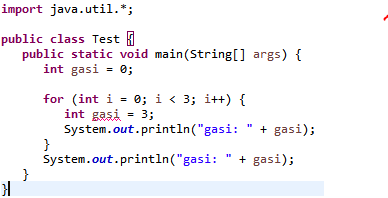 import java.util.*;
public class Test {
public static void main(String[] args) {
int gasi = 0;
for (int i = 0; i < 3; i++) {
int gasi = 3;
System.out.println("gasi: " + gasi);
}
System.out.println("gasi: " + gasi);
}
}